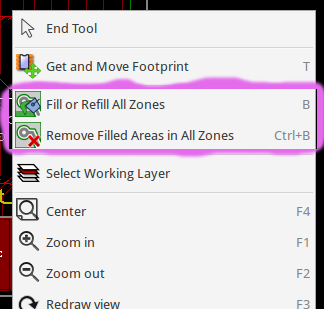 End Tool
Get and Move Footprint T
Fill or Refill All Zones B
Remove Filled Areas in All Zones Ctrl+B
Select Working Layer
Center F4
Zoom in F1
Zoom out F2
Redraw view F3